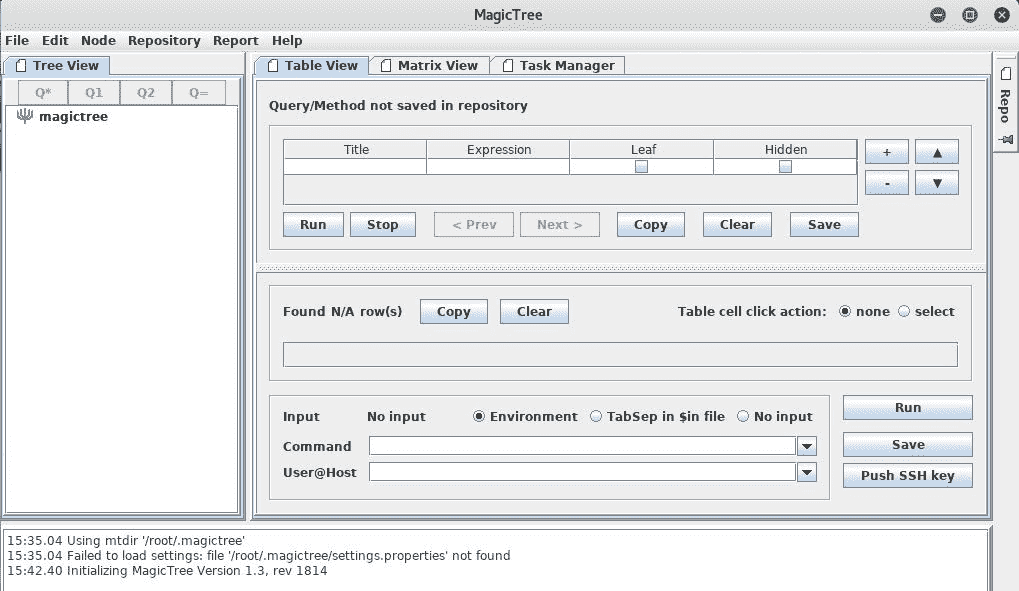 MagicTree
File Edit Node Repository Report Help
Tree View
Q* Q1 Q2 Q=
magictree
Table View Matrix View Task Manager
Query/Method not saved in repository
Title Expression Leaf Hidden
+ ▲
- ▼
Run Stop < Prev Next > Copy Clear Save
Found N/A row(s) Copy Clear Table cell click action: none select
Input No input Environment TabSep in $in file No input
Command
User@Host
Run
Save
Push SSH key
Repo
15:35.04 Using mtdir '/root/.magictree'
15:35.04 Failed to load settings: file '/root/.magictree/settings.properties' not found
15:42.40 Initializing MagicTree Version 1.3, rev 1814